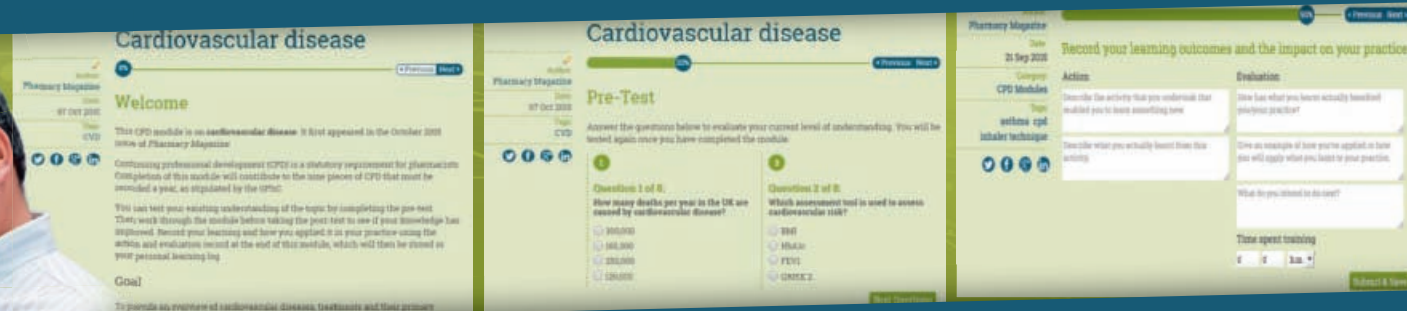 Cardiovascular disease
0%
‹ Previous Next ›
Author:
Pharmacy Magazine
Date:
07 Oct 2015
Tags:
CVD
Welcome
This CPD module is on cardiovascular disease. It first appeared in the October 2015
issue of Pharmacy Magazine
Continuing professional development (CPD) is a statutory requirement for pharmacists.
Completion of this module will contribute to the nine pieces of CPD that must be
recorded a year, as stipulated by the GPhC.
You can test your existing understanding of the topic by completing the pre-test.
Then work through the module before taking the post-test to see if your knowledge has
improved. Record your learning and how you applied it in your practice using the
action and evaluation record at the end of this module, which will then be stored in
your personal learning log.
Goal
To provide an overview of cardiovascular diseases, treatments and their primary
Cardiovascular disease
‹ Previous Next ›
Author:
Pharmacy Magazine
Date:
07 Oct 2015
Tags:
CVD
Pre-Test
Answer the questions below to evaluate your current level of understanding. You will be
tested again once you have completed the module.
1
Question 1 of 8.
How many deaths per year in the UK are
caused by cardiovascular disease?
100,000
160,000
120,000
2
Question 2 of 8.
Which assessment tool is used to assess
cardiovascular risk?
BMI
HbA1c
FEV1
QRISK 2
Next Questions
‹ Previous Next ›
Pharmacy Magazine
Date:
21 Sep 2015
Category:
CPD Modules
Tags:
asthma cpd
inhaler technique
Record your learning outcomes and the impact on your practice
Action
Describe the activity that you undertook that
enabled you to learn something new.
Describe what you actually learnt from this
activity.
Evaluation
How has what you learnt actually benefited
you/your practice?
Give an example of how you've applied or how
you will apply what you learnt to your practice.
What do you intend to do next?
Time spent training
hrs
Submit & Save